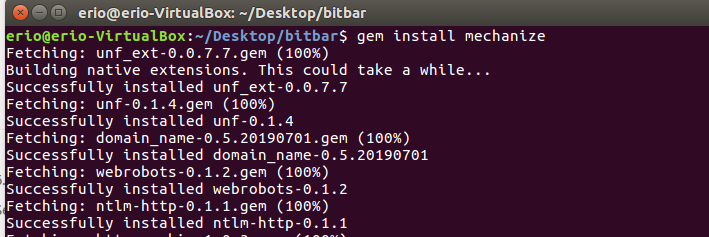 erio@erio-VirtualBox: ~/Desktop/bitbar
erio@erio-VirtualBox:~/Desktop/bitbar$ gem install mechanize
Fetching: unf_ext-0.0.7.7.gem (100%)
Building native extensions. This could take a while...
Successfully installed unf_ext-0.0.7.7
Fetching: unf-0.1.4.gem (100%)
Successfully installed unf-0.1.4
Fetching: domain_name-0.5.20190701.gem (100%)
Successfully installed domain_name-0.5.20190701
Fetching: webrobots-0.1.2.gem (100%)
Successfully installed webrobots-0.1.2
Fetching: ntlm-http-0.1.1.gem (100%)
Successfully installed ntlm-http-0.1.1